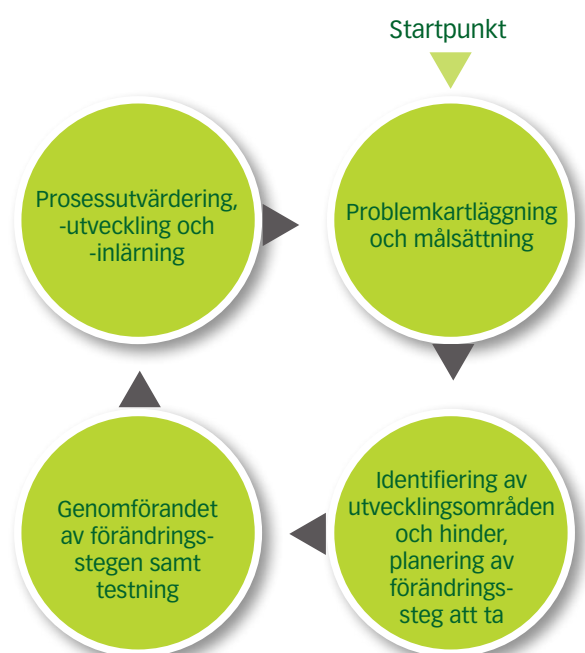 Startpunkt
Prosessutvärdering,
-utveckling och
-inlärning
Problemkartläggning
och målsättning
Genomförandet
av förändrings-
stegen samt
testning
Identifiering av
utvecklingsområden
och hinder,
planering av
förändrings-
steg att ta